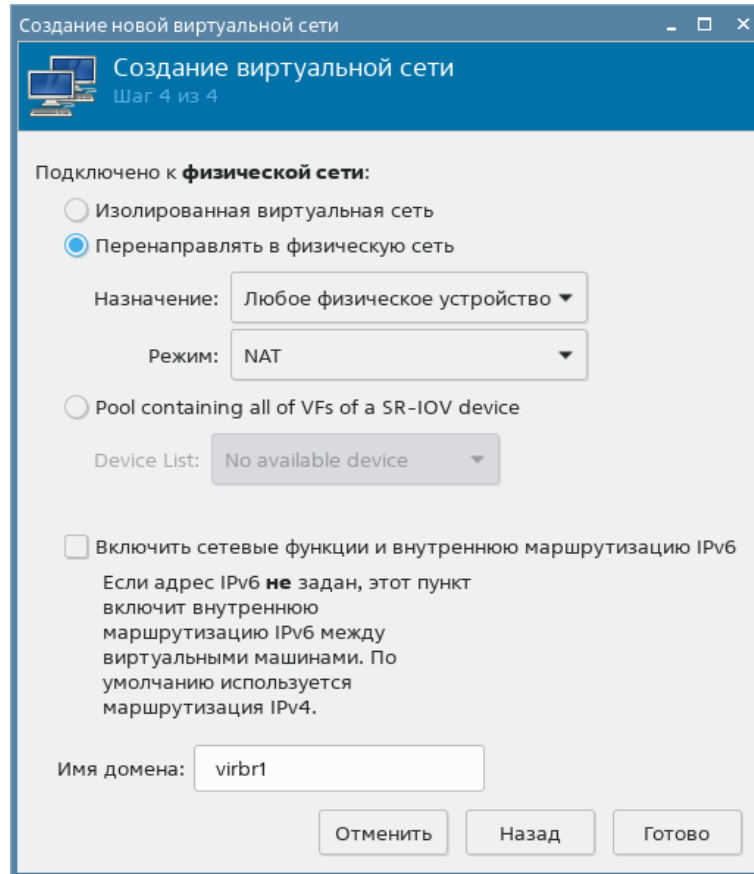 Создание новой виртуальной сети
Создание виртуальной сети
Шаг 4 из 4
Подключено к физической сети:
Изолированная виртуальная сеть
Перенаправлять в физическую сеть
Назначение: Любое физическое устройство
Режим: NAT
Pool containing all of VFs of a SR-IOV device
Device List: No available device
Включить сетевые функции и внутреннюю маршрутизацию IPv6
Если адрес IPv6 не задан, этот пункт
включит внутреннюю
маршрутизацию IPv6 между
виртуальными машинами. По
умолчанию используется
маршрутизация IPv4.
Имя домена: virbr1
Отменить Назад Готово